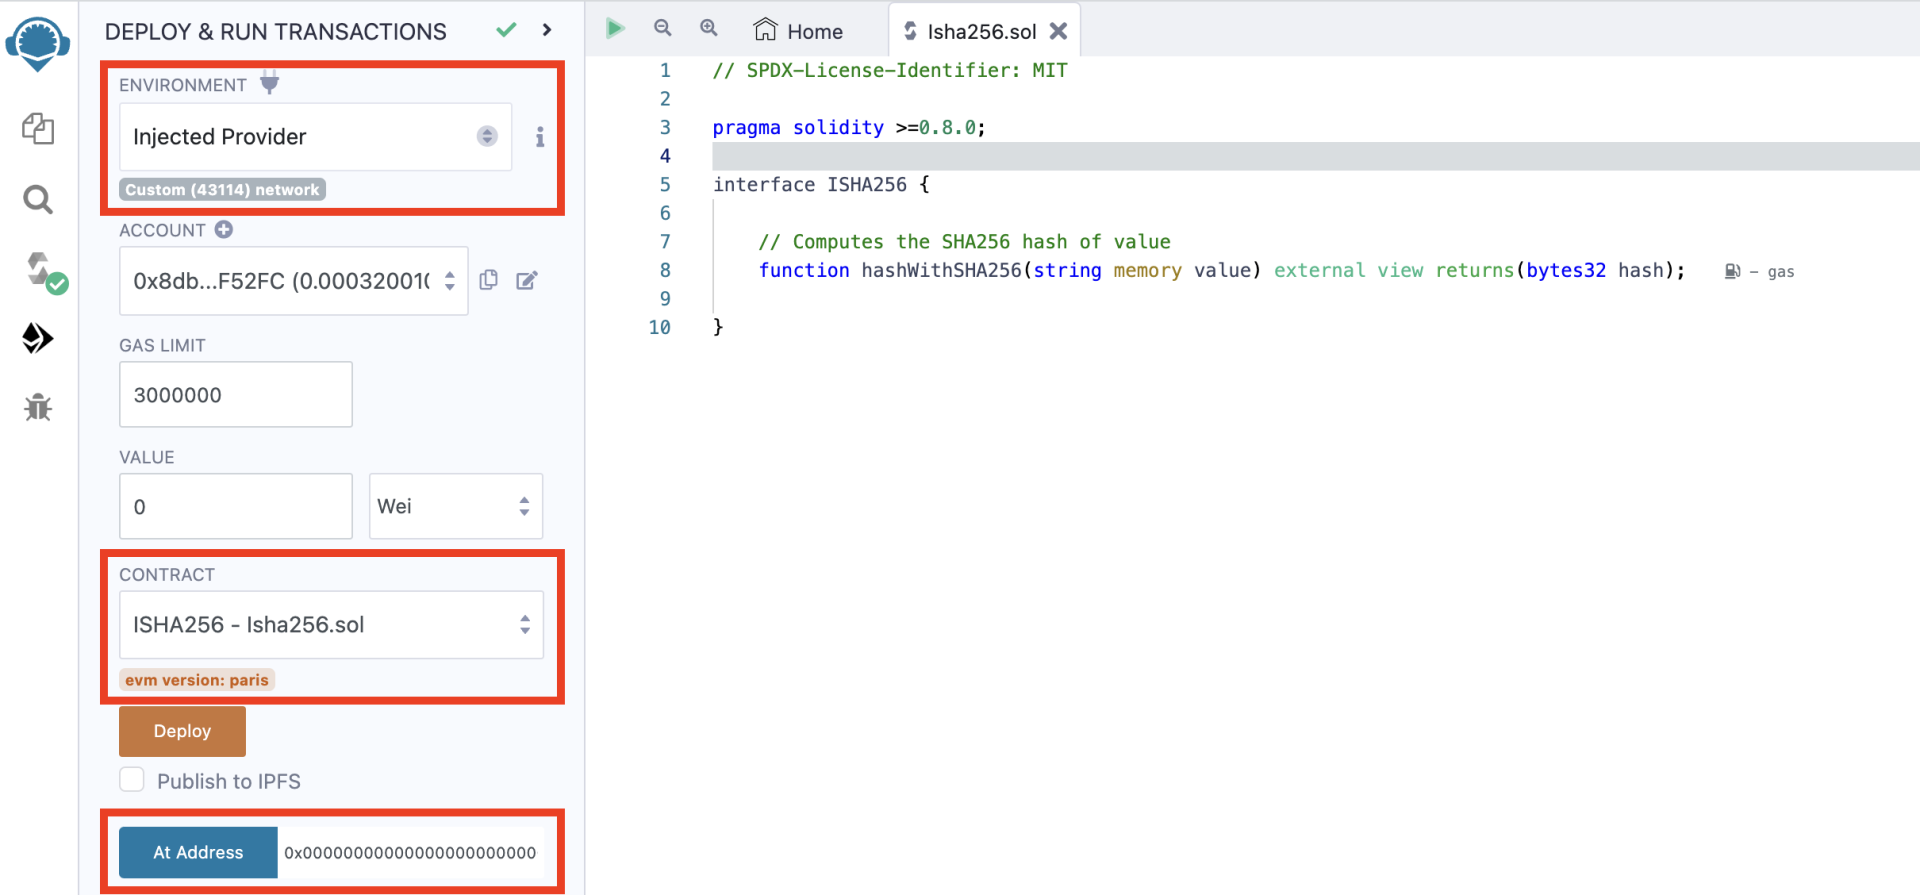 DEPLOY & RUN TRANSACTIONS
ENVIRONMENT
Injected Provider
Custom (43114) network
ACCOUNT
0x8db...F52FC (0.00032001(
GAS LIMIT
3000000
VALUE
0
Wei
CONTRACT
ISHA256 - Isha256.sol
evm version: paris
Deploy
Publish to IPFS
At Address
0x00000000000000000000000
Home
Isha256.sol
1 // SPDX-License-Identifier: MIT
2
3 pragma solidity >=0.8.0;
4
5 interface ISHA256 {
6
7 // Computes the SHA256 hash of value
8 function hashWithSHA256(string memory value) external view returns(bytes32 hash); - gas
9
10 }